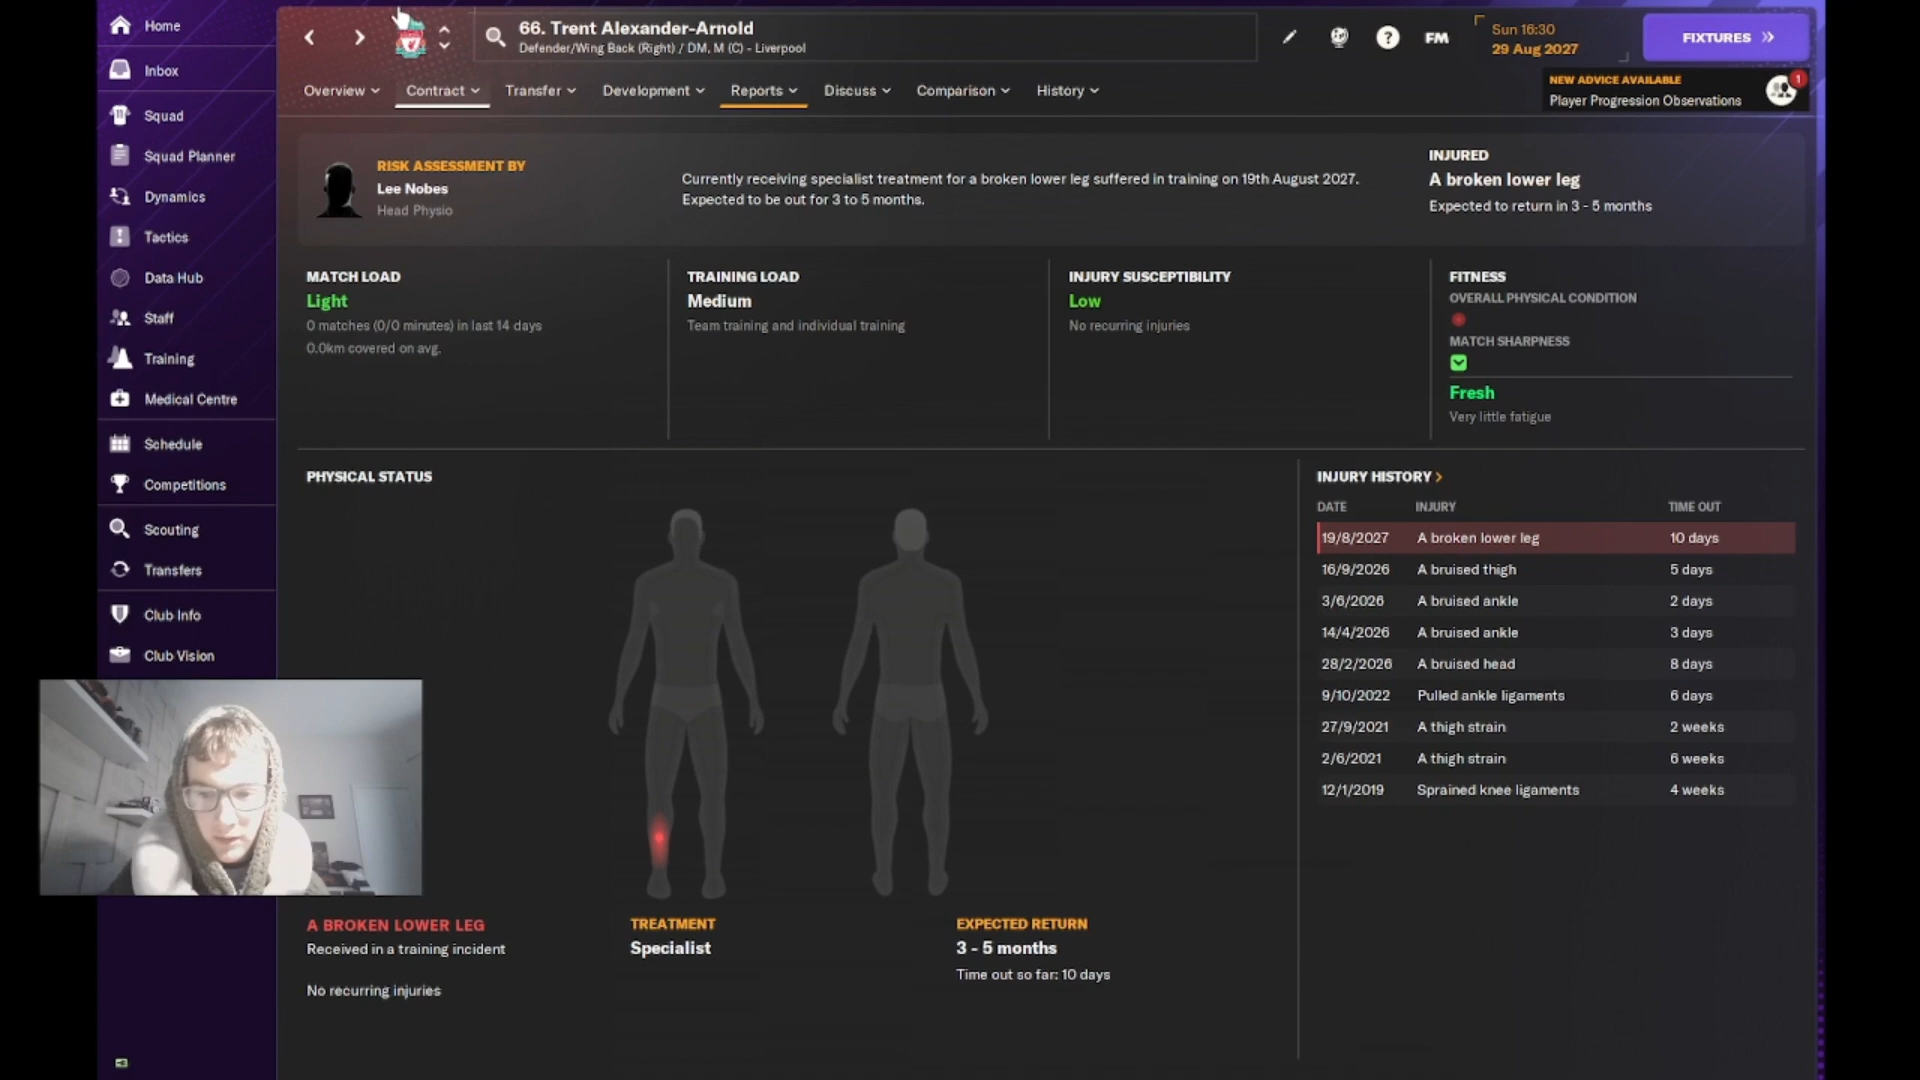 Home
Inbox
Squad
Squad Planner
Dynamics
Tactics
Data Hub
Staff
Training
Medical Centre
Schedule
Competitions
Scouting
Transfers
Club Info
Club Vision
66. Trent Alexander-Arnold
Defender/Wing Back (Right) / DM, M (C) - Liverpool
?
FM
Sun 16:30
29 Aug 2027
FIXTURES
Overview
Contract
Transfer
Development
Reports
Discuss
Comparison
History
NEW ADVICE AVAILABLE
Player Progression Observations
1
RISK ASSESSMENT BY
Lee Nobes
Head Physio
Currently receiving specialist treatment for a broken lower leg suffered in training on 19th August 2027.
Expected to be out for 3 to 5 months.
INJURED
A broken lower leg
Expected to return in 3 - 5 months
MATCH LOAD
Light
0 matches (0/0 minutes) in last 14 days
0.0km covered on avg.
TRAINING LOAD
Medium
Team training and individual training
INJURY SUSCEPTIBILITY
Low
No recurring injuries
FITNESS
OVERALL PHYSICAL CONDITION
MATCH SHARPNESS
Fresh
Very little fatigue
PHYSICAL STATUS
A BROKEN LOWER LEG
Received in a training incident
No recurring injuries
TREATMENT
Specialist
EXPECTED RETURN
3 - 5 months
Time out so far: 10 days
INJURY HISTORY >
DATE INJURY TIME OUT
19/8/2027 A broken lower leg 10 days
16/9/2026 A bruised thigh 5 days
3/6/2026 A bruised ankle 2 days
14/4/2026 A bruised ankle 3 days
28/2/2026 A bruised head 8 days
9/10/2022 Pulled ankle ligaments 6 days
27/9/2021 A thigh strain 2 weeks
2/6/2021 A thigh strain 6 weeks
12/1/2019 Sprained knee ligaments 4 weeks